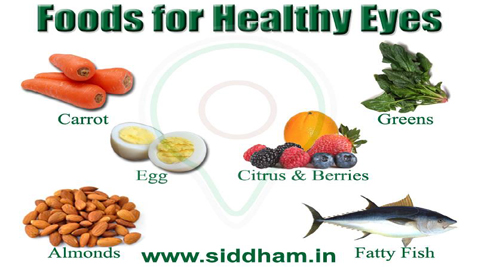 Foods for Healthy Eyes
Carrot
Greens
Egg
Citrus & Berries
Almonds
www.siddham.in
Fatty Fish